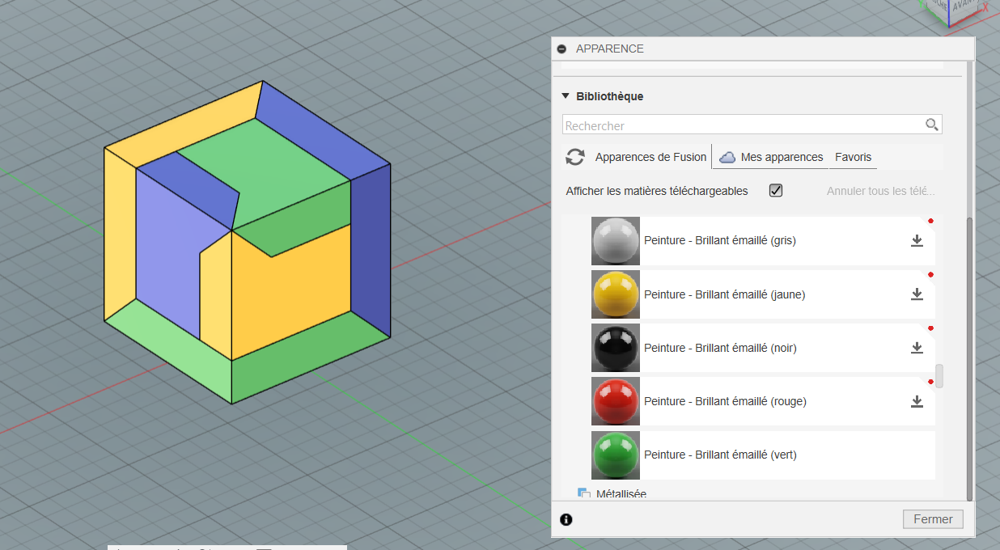 AVAN
X
APPARENCE
Bibliothèque
Rechercher
Apparences de Fusion
Mes apparences
Favoris
Afficher les matières téléchargeables
Annuler tous les télé...
Peinture - Brillant émaillé (gris)
Peinture - Brillant émaillé (jaune)
Peinture - Brillant émaillé (noir)
Peinture - Brillant émaillé (rouge)
Peinture - Brillant émaillé (vert)
Métallisée
Fermer